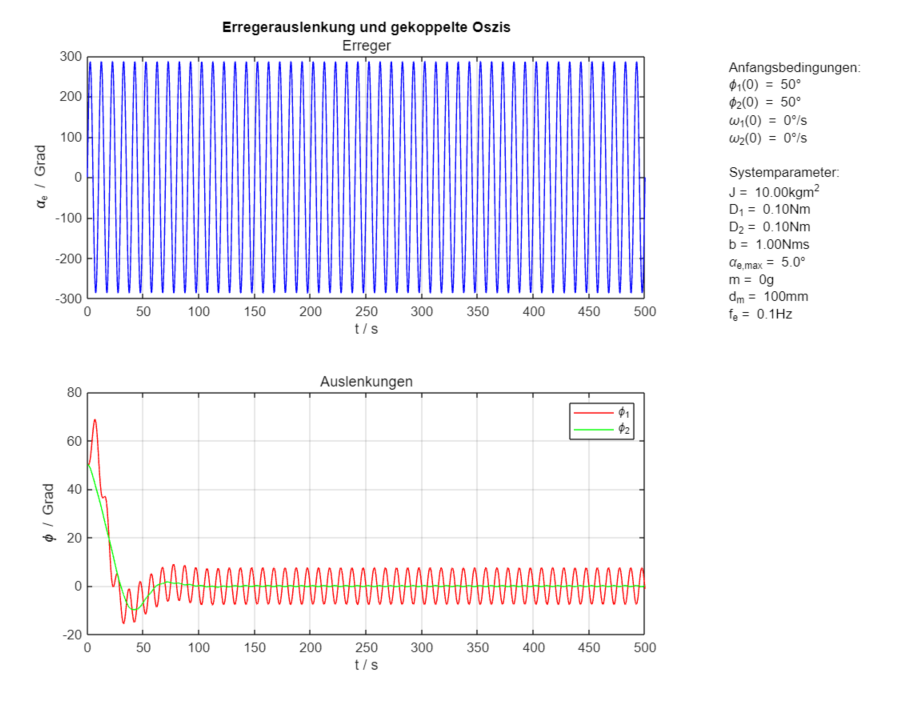 Erregerauslenkung und gekoppelte Oszis
Erreger
300
200
100
0
-100
-200
-300
αe / Grad
0 50 100 150 200 250 300 350 400 450 500
t / s
Anfangsbedingungen:
ϕ1(0) = 50°
ϕ2(0) = 50°
ω1(0) = 0°/s
ω2(0) = 0°/s
Systemparameter:
J = 10.00kgm²
D1 = 0.10Nm
D2 = 0.10Nm
b = 1.00Nms
αe,max = 5.0°
m = 0g
dm = 100mm
fe = 0.1Hz
Auslenkungen
80
60
40
20
0
-20
ϕ / Grad
ϕ1
ϕ2
0 50 100 150 200 250 300 350 400 450 500
t / s